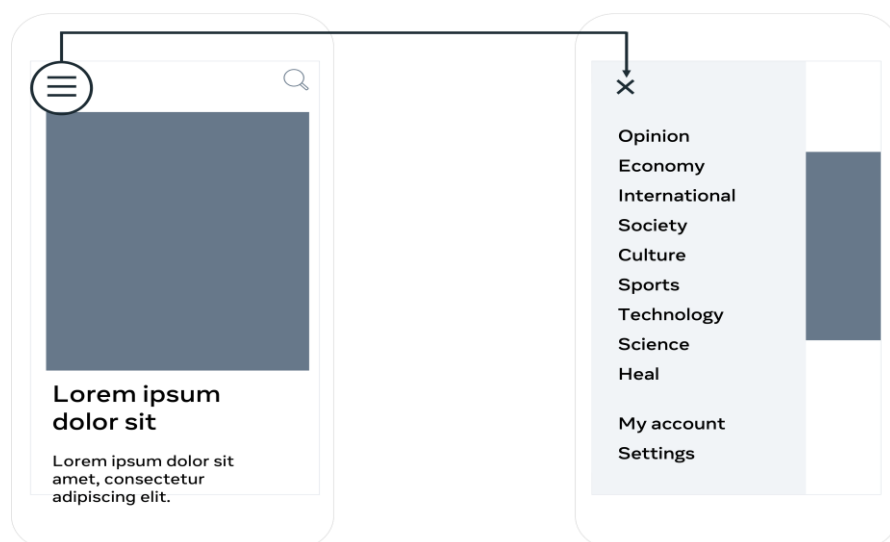 Lorem ipsum
dolor sit
Lorem ipsum dolor sit
amet, consectetur
adipiscing elit.
Opinion
Economy
International
Society
Culture
Sports
Technology
Science
Heal
My account
Settings